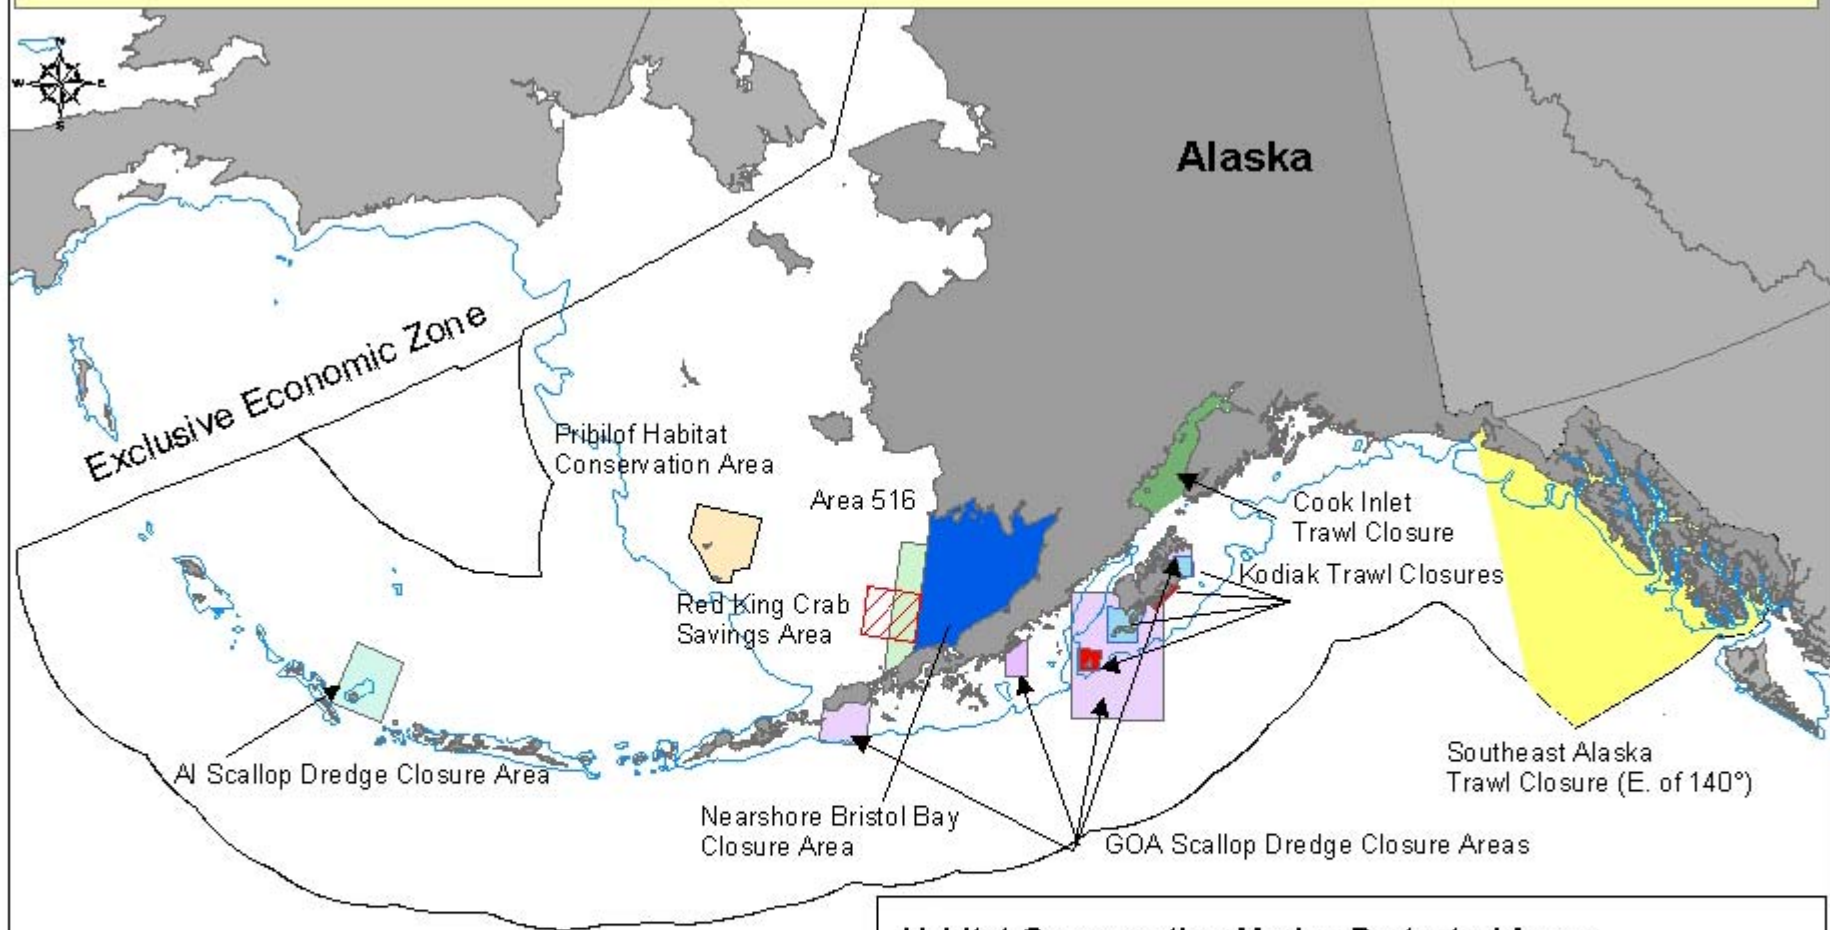 N
W E
S
Alaska
Exclusive Economic Zone
Pribilof Habitat
Conservation Area
Area 516
Cook Inlet
Trawl Closure
Kodiak Trawl Closures
Red King Crab
Savings Area
AI Scallop Dredge Closure Area
Southeast Alaska
Trawl Closure (E. of 140°)
Nearshore Bristol Bay
Closure Area
GOA Scallop Dredge Closure Areas